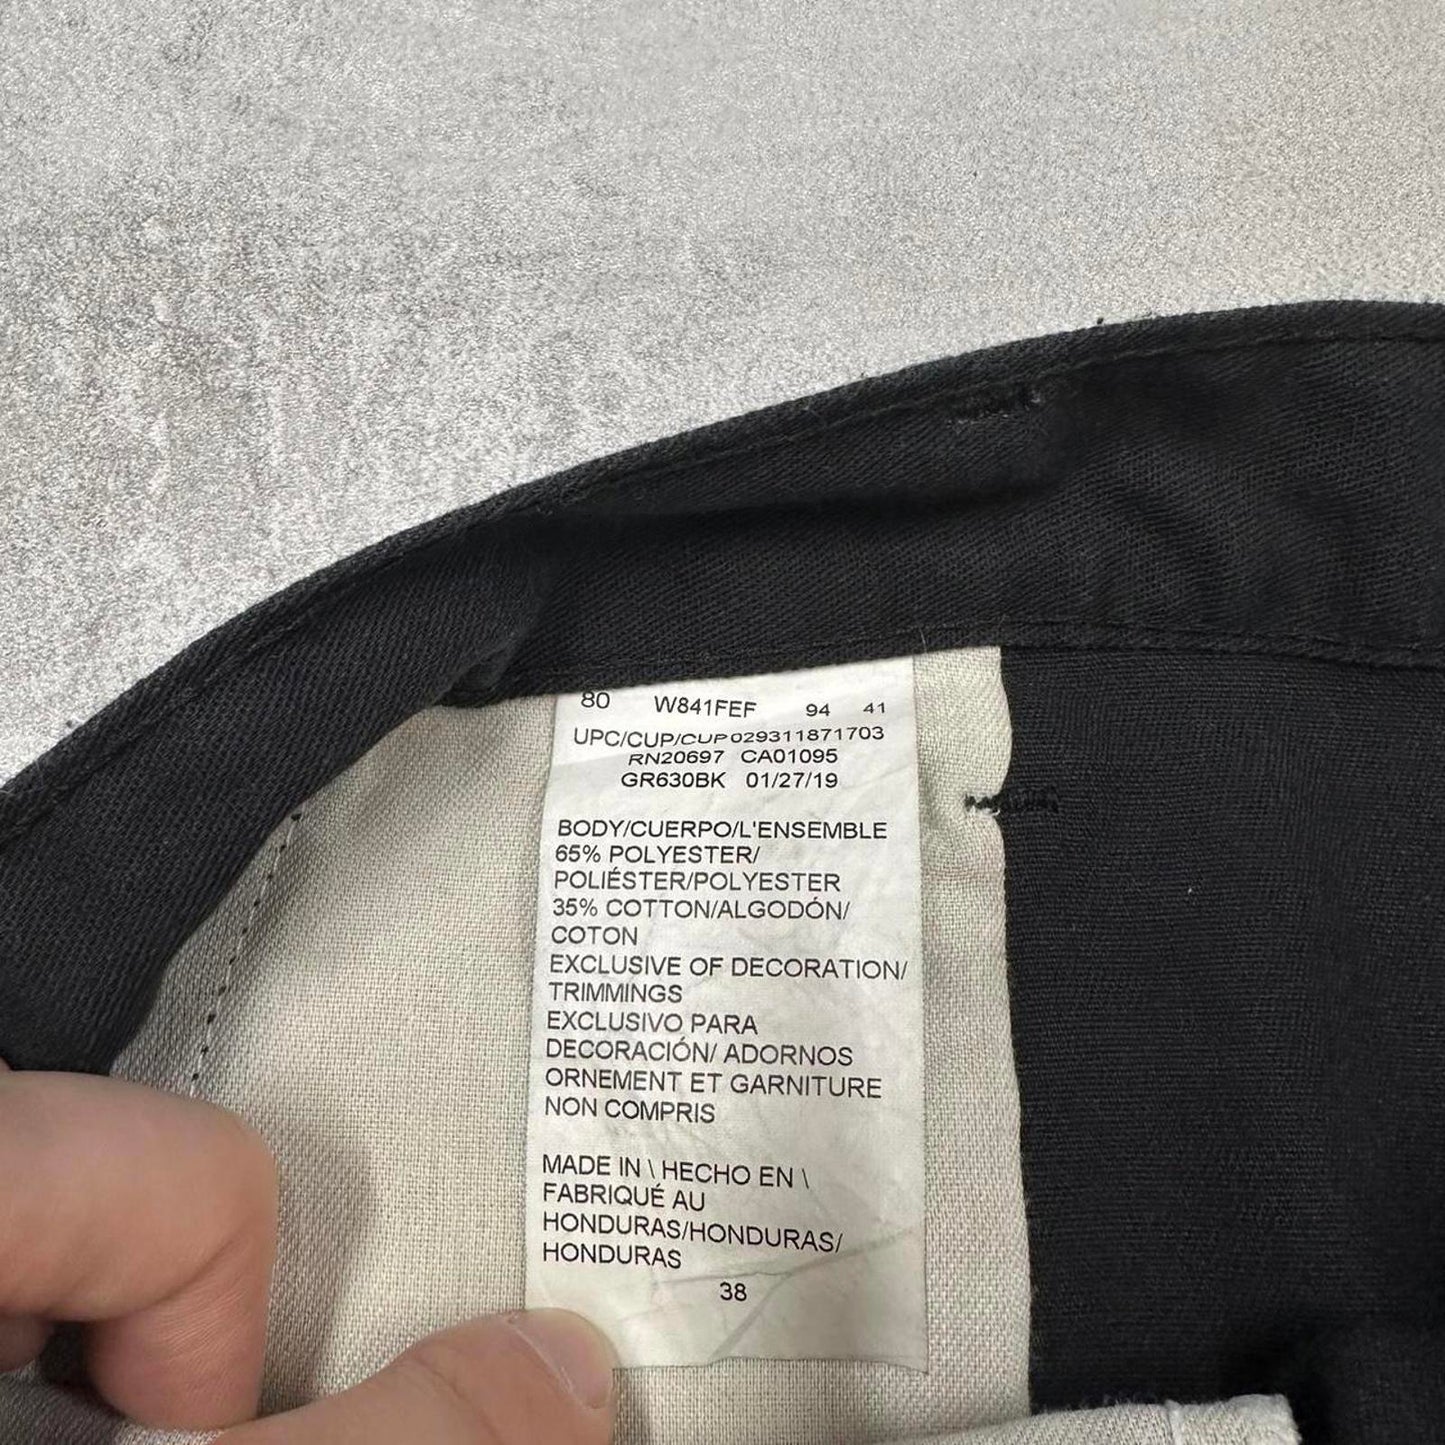 80 W841FEF 94 41
UPC/CUP/CUP 029311871703
RN20697 CA01095
GR630BK 01/27/19
BODY/CUERPO/L'ENSEMBLE
65% POLYESTER/
POLIÉSTER/POLYESTER
35% COTTON/ALGODÓN/
COTON
EXCLUSIVE OF DECORATION/
TRIMMINGS
EXCLUSIVO PARA
DECORACIÓN/ ADORNOS
ORNEMENT ET GARNITURE
NON COMPRIS
MADE IN \ HECHO EN \
FABRIQUÉ AU
HONDURAS/HONDURAS/
HONDURAS
38